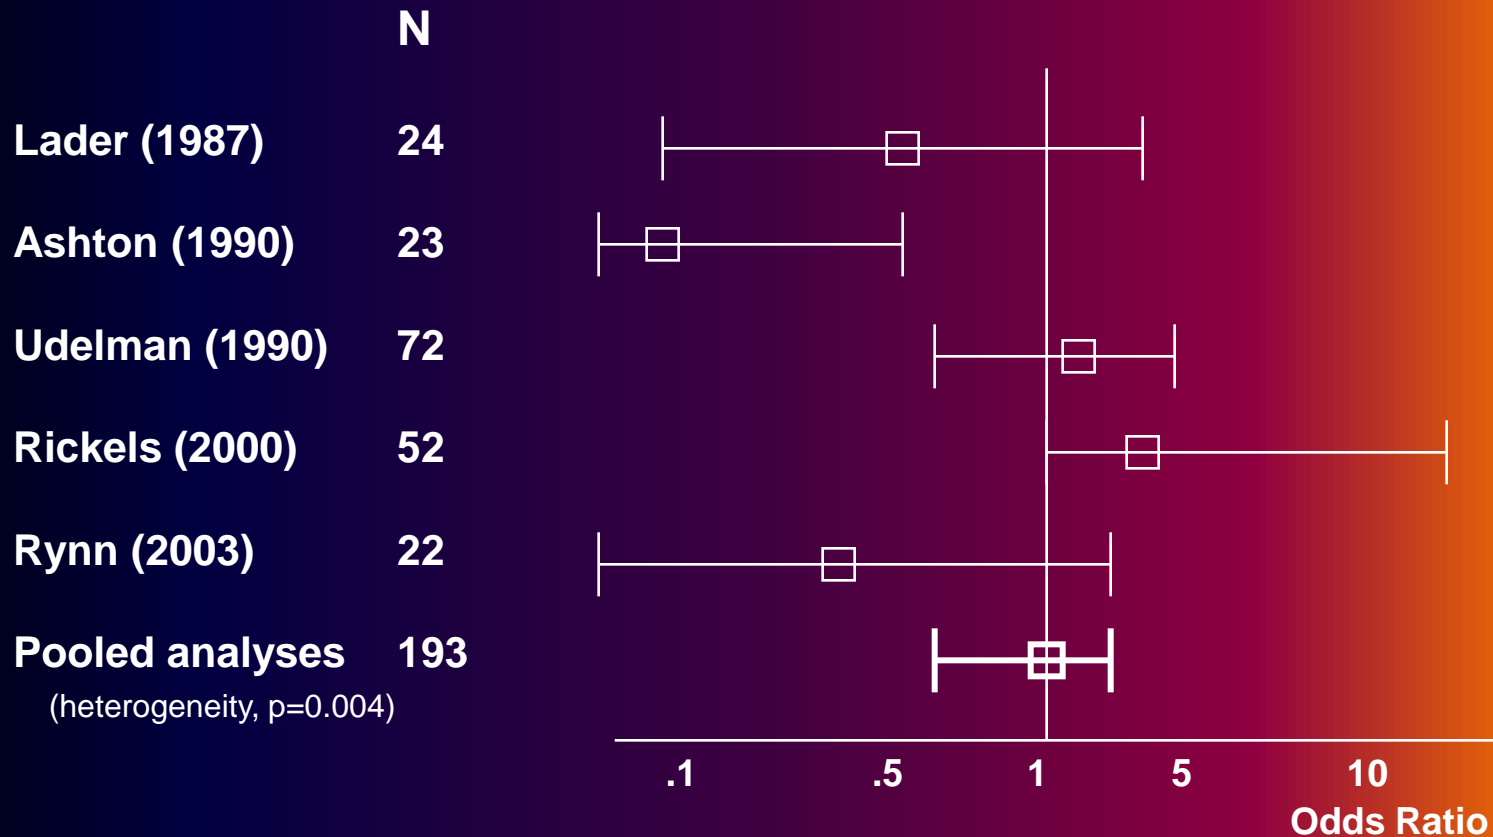 N
Lader (1987) 24
Ashton (1990) 23
Udelman (1990) 72
Rickels (2000) 52
Rynn (2003) 22
Pooled analyses 193
(heterogeneity, p=0.004)
.1 .5 1 5 10
Odds Ratio